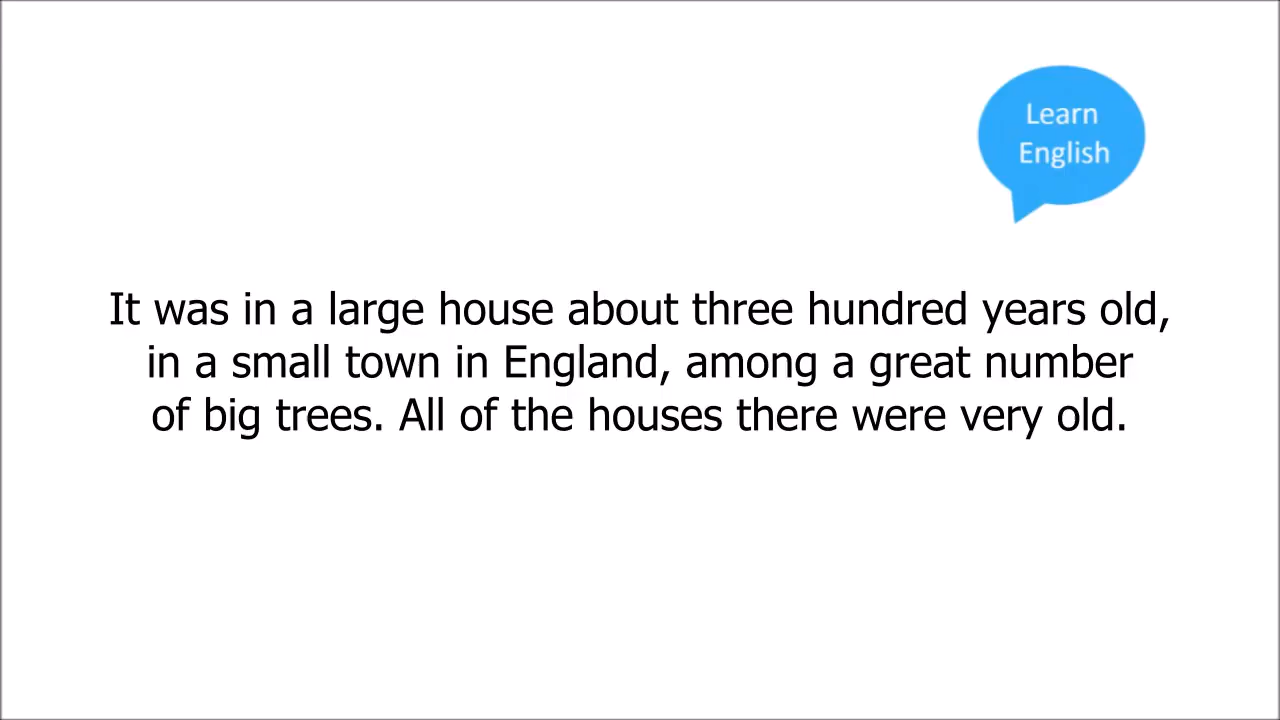 Learn
English
It was in a large house about three hundred years old,
in a small town in England, among a great number
of big trees. All of the houses there were very old.